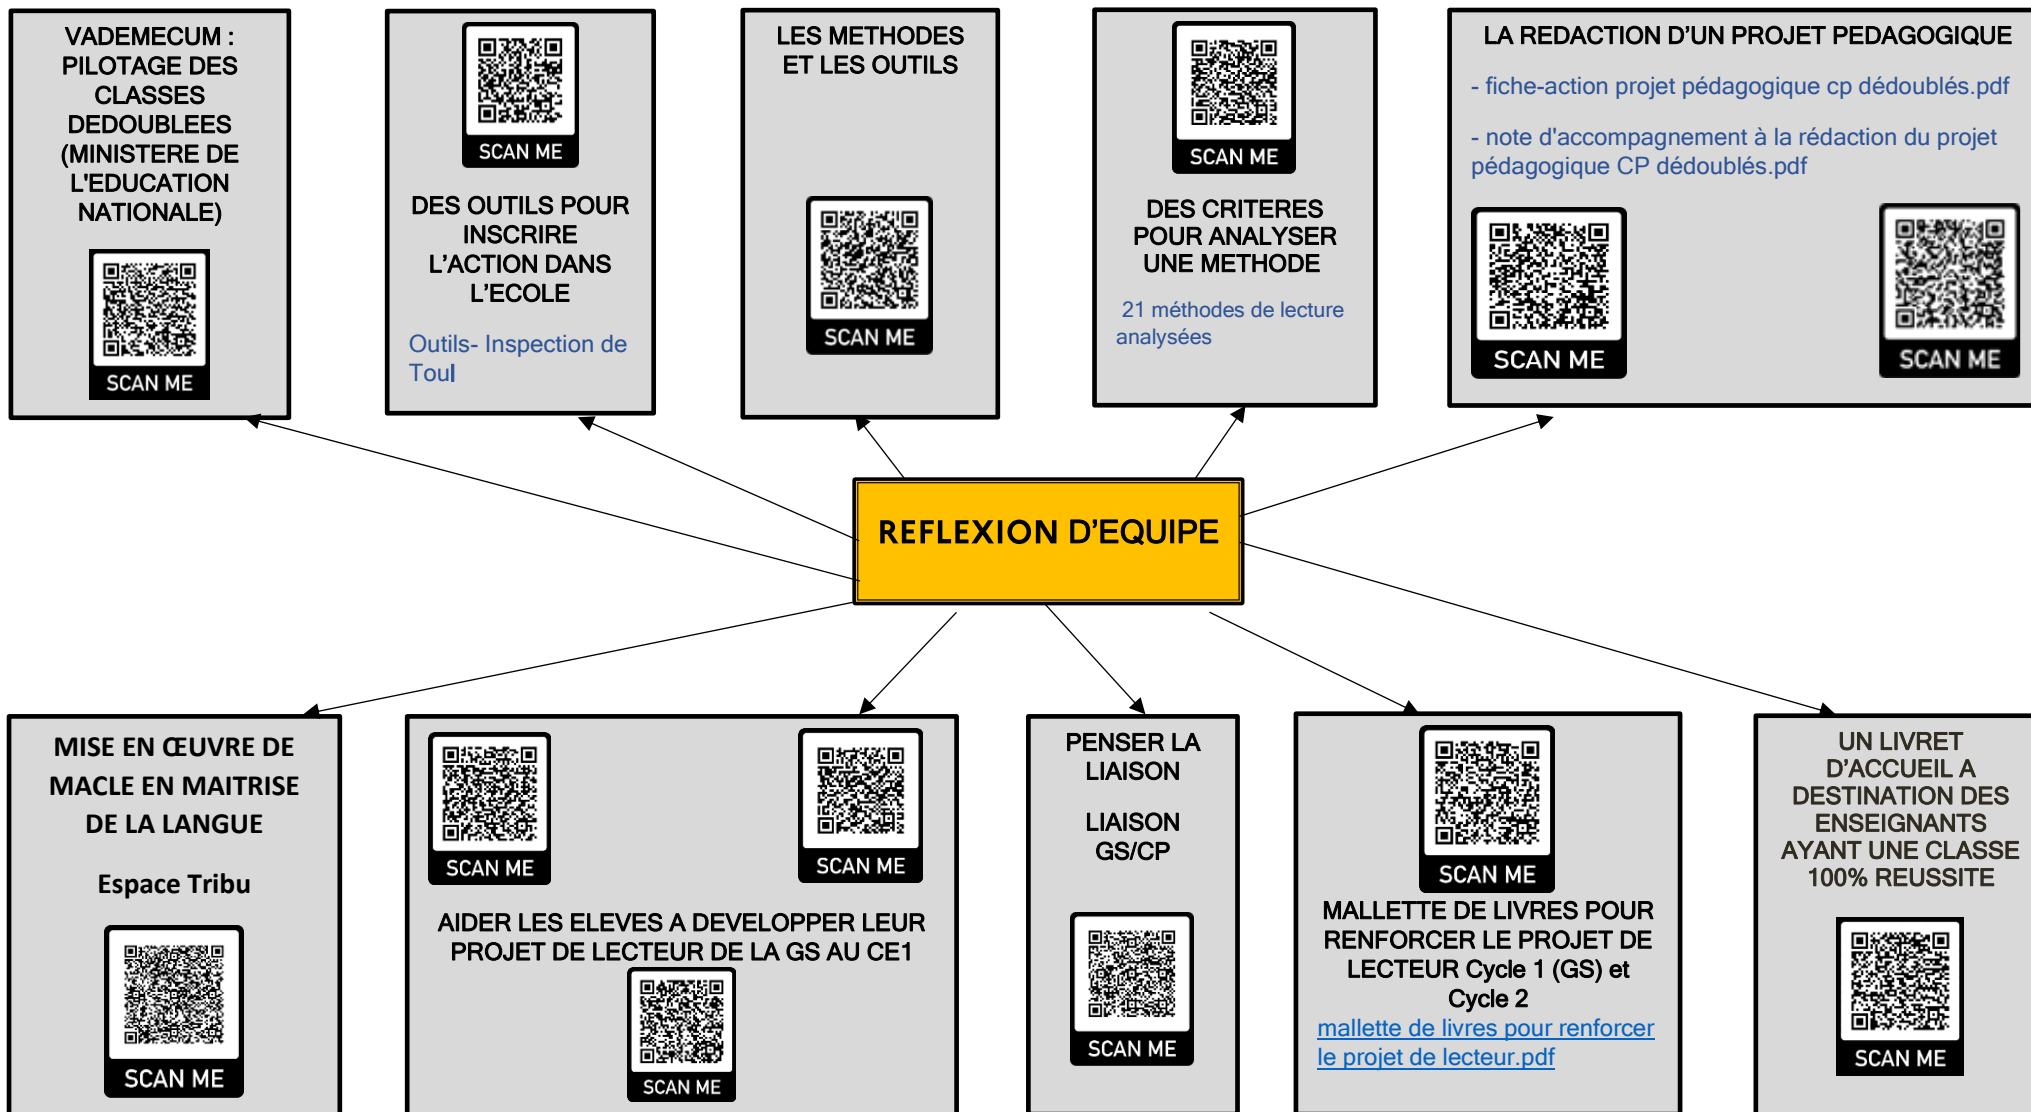 VADEMECUM :
PILOTAGE DES
CLASSES
DEDOUBLEES
(MINISTERE DE
L'EDUCATION
NATIONALE)
SCAN ME
SCAN ME
DES OUTILS POUR
INSCRIRE
L’ACTION DANS
L’ECOLE
Outils- Inspection de
Toul
LES METHODES
ET LES OUTILS
SCAN ME
SCAN ME
DES CRITERES
POUR ANALYSER
UNE METHODE
21 méthodes de lecture
analysées
LA REDACTION D’UN PROJET PEDAGOGIQUE
- fiche-action projet pédagogique cp dédoublés.pdf
- note d'accompagnement à la rédaction du projet
pédagogique CP dédoublés.pdf
SCAN ME
SCAN ME
REFLEXION D’EQUIPE
MISE EN ŒUVRE DE
MACLE EN MAITRISE
DE LA LANGUE
Espace Tribu
SCAN ME
SCAN ME
SCAN ME
AIDER LES ELEVES A DEVELOPPER LEUR
PROJET DE LECTEUR DE LA GS AU CE1
SCAN ME
PENSER LA
LIAISON
LIAISON
GS/CP
SCAN ME
SCAN ME
MALLETTE DE LIVRES POUR
RENFORCER LE PROJET DE
LECTEUR Cycle 1 (GS) et
Cycle 2
mallette de livres pour renforcer
le projet de lecteur.pdf
UN LIVRET
D’ACCUEIL A
DESTINATION DES
ENSEIGNANTS
AYANT UNE CLASSE
100% REUSSITE
SCAN ME